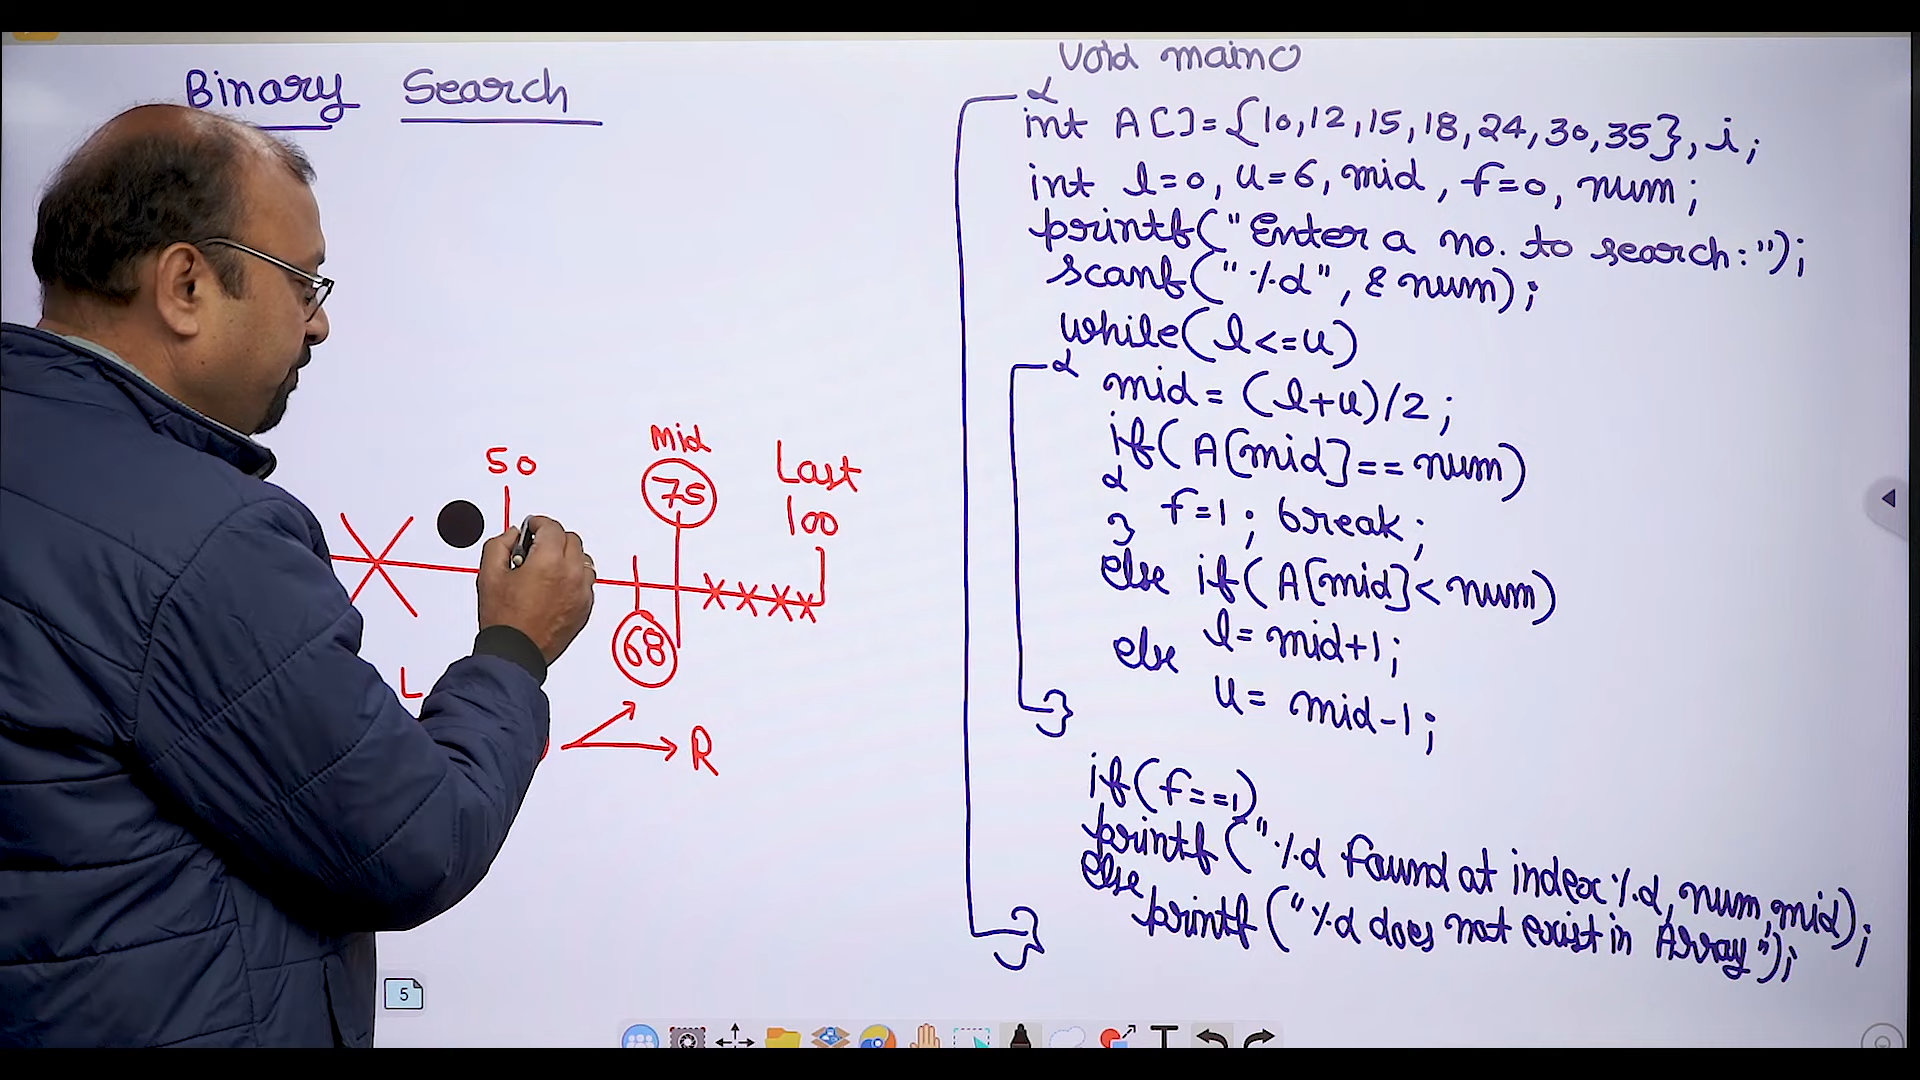 Binary Search
50
Mid
75
Last
100
68
L
R
5
void main()
{
int A[]={10,12,15,18,24,30,35},i;
int l=0,u=6,mid,f=0,num;
printf("Enter a no. to search:");
scanf("%d",&num);
while(l<=u)
{
mid=(l+u)/2;
if(A[mid]==num)
{
f=1; break;
}
else if(A[mid]<num)
l=mid+1;
else
u=mid-1;
}
if(f==1)
printf("%d Found at index%d,num,mid);
else
printf("%d does not exist in Array");
}
T